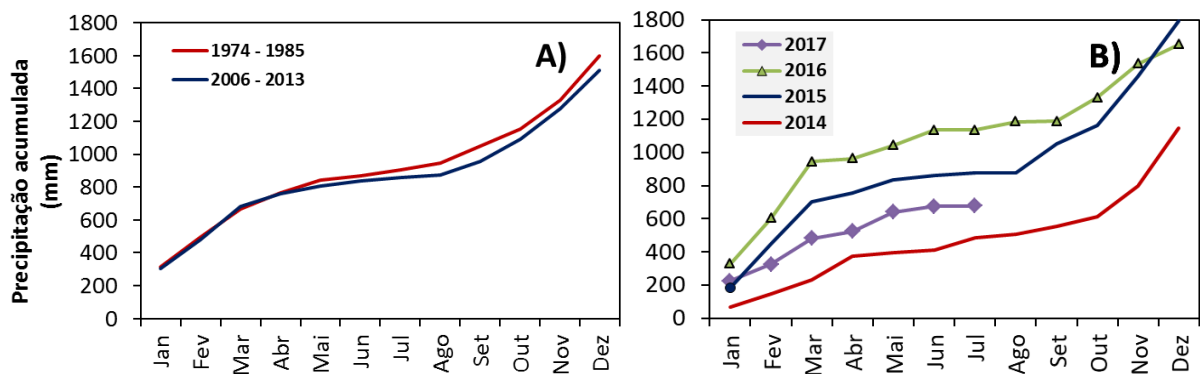 Precipitação acumulada
(mm)
1800
1600
1400
1200
1000
800
600
400
200
0
1974 - 1985
2006 - 2013
A)
Jan
Fev
Mar
Abr
Mai
Jun
Jul
Ago
Set
Out
Nov
Dez
1800
1600
1400
1200
1000
800
600
400
200
0
2017
2016
2015
2014
B)
Jan
Fev
Mar
Abr
Mai
Jun
Jul
Ago
Set
Out
Nov
Dez